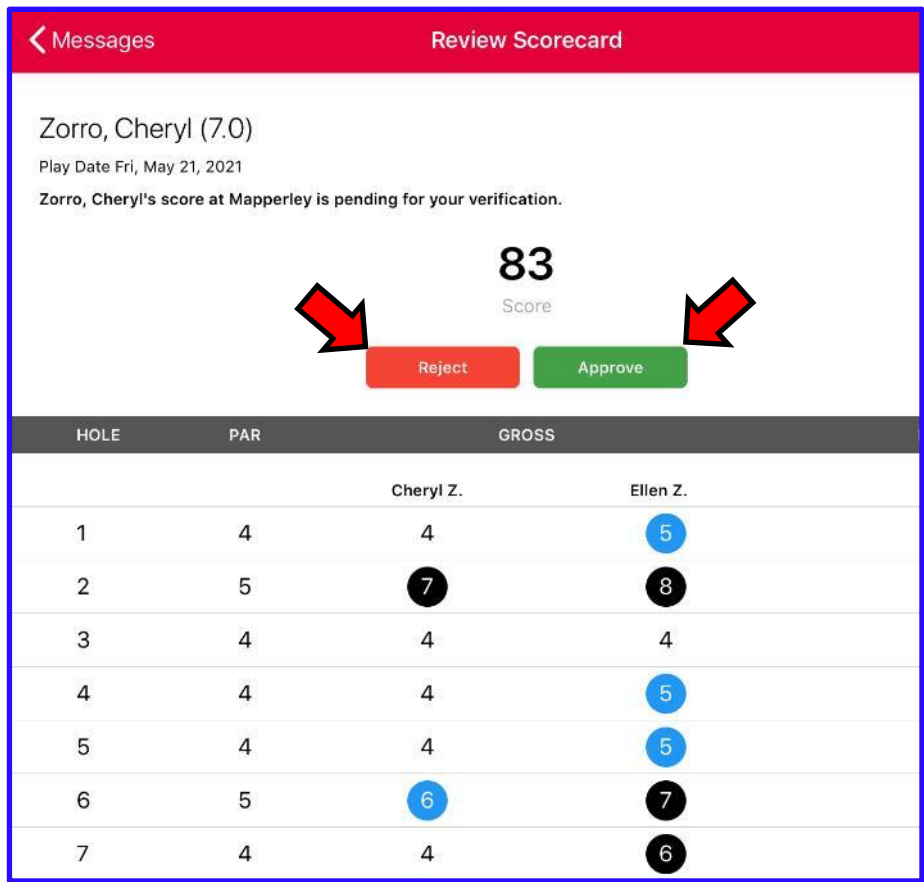 Messages Review Scorecard
Zorro, Cheryl (7.0)
Play Date Fri, May 21, 2021
Zorro, Cheryl's score at Mapperley is pending for your verification.
83
Score
Reject Approve
HOLE PAR GROSS
Cheryl Z. Ellen Z.
1 4 4 5
2 5 7 8
3 4 4 4
4 4 4 5
5 4 4 5
6 5 6 7
7 4 4 6